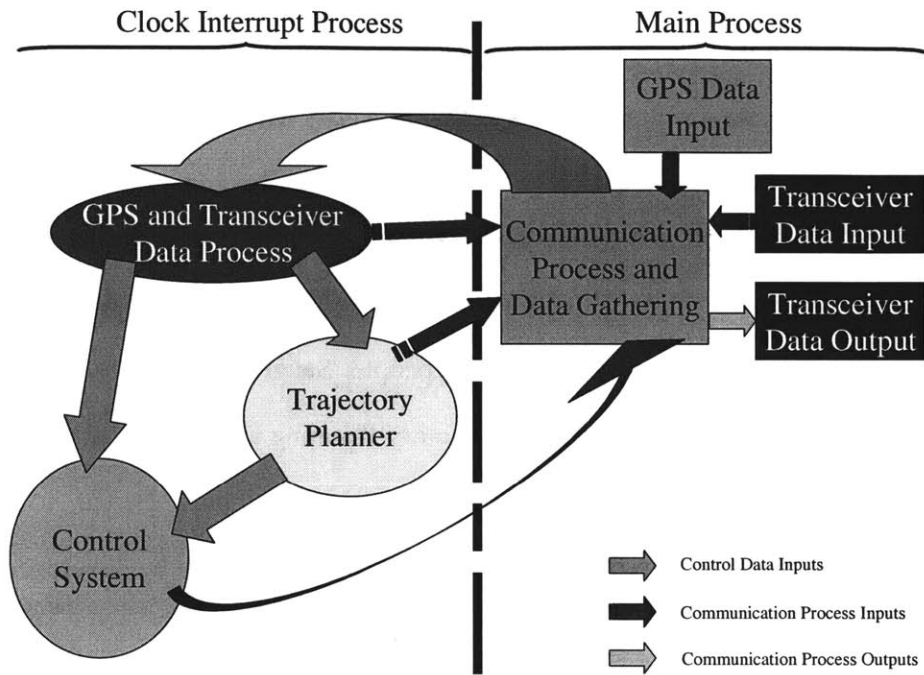 Clock Interrupt Process
Main Process
GPS Data
Input
GPS and Transceiver
Data Process
Communication
Process and
Data Gathering
Transceiver
Data Input
Transceiver
Data Output
Trajectory
Planner
Control
System
Control Data Inputs
Communication Process Inputs
Communication Process Outputs